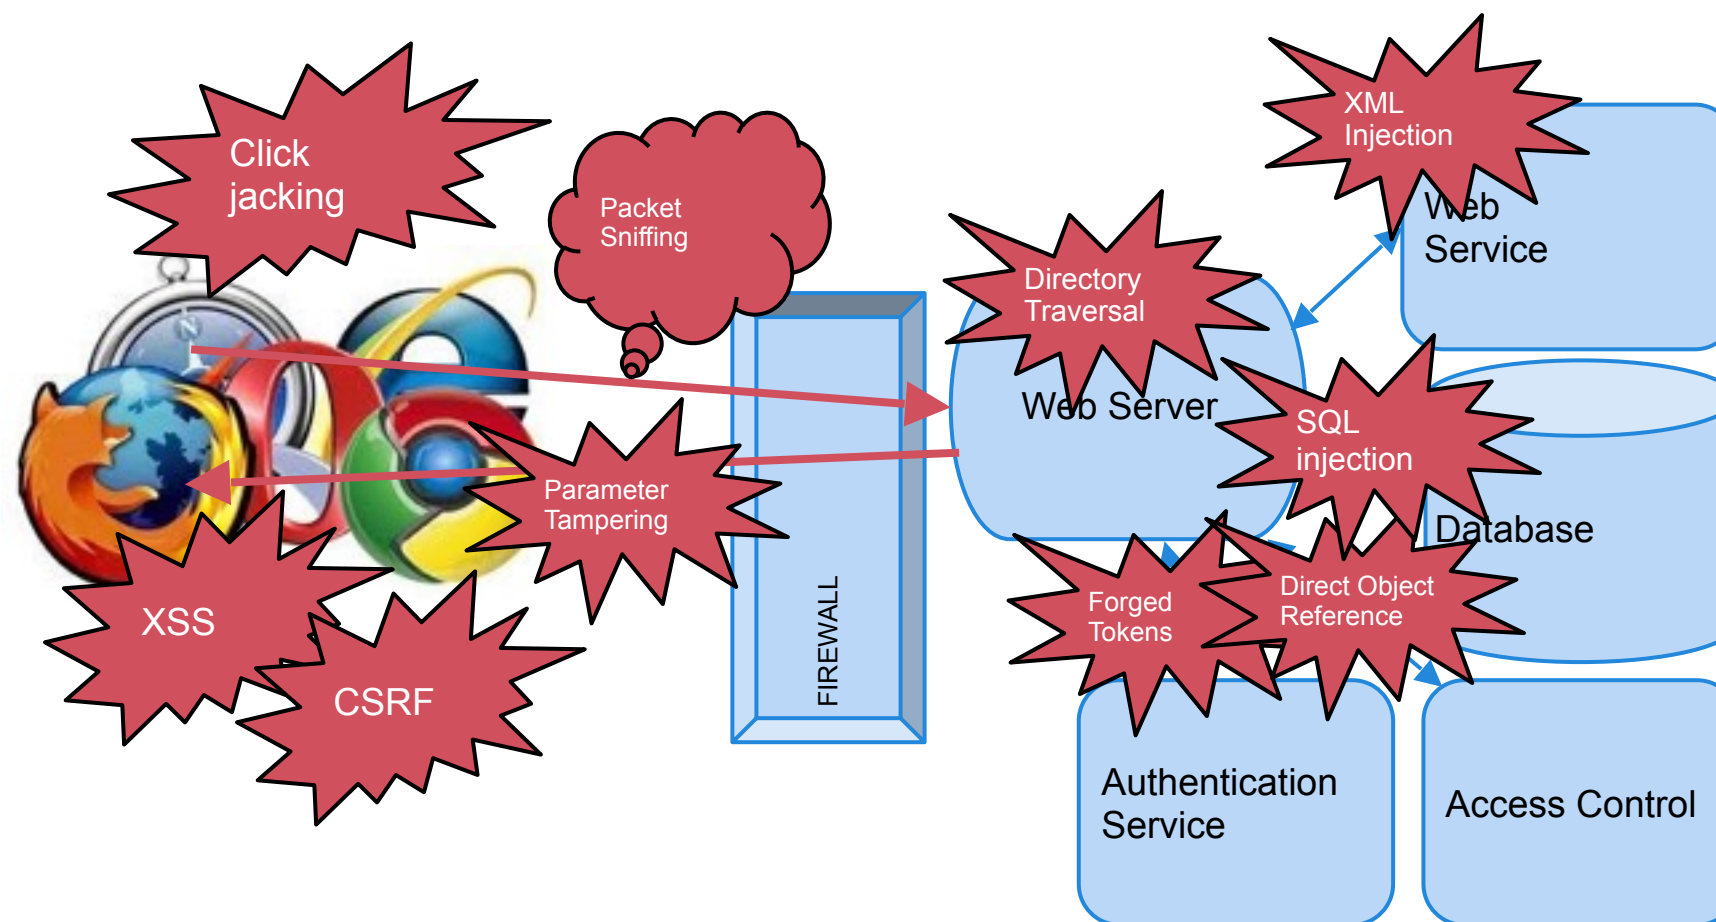 Click
jacking
Packet
Sniffing
XML
Injection
Web
Service
Directory
Traversal
Web Server
SQL
injection
Database
Parameter
Tampering
XSS
CSRF
FIREWALL
Forged
Tokens
Direct Object
Reference
Authentication
Service
Access Control
N